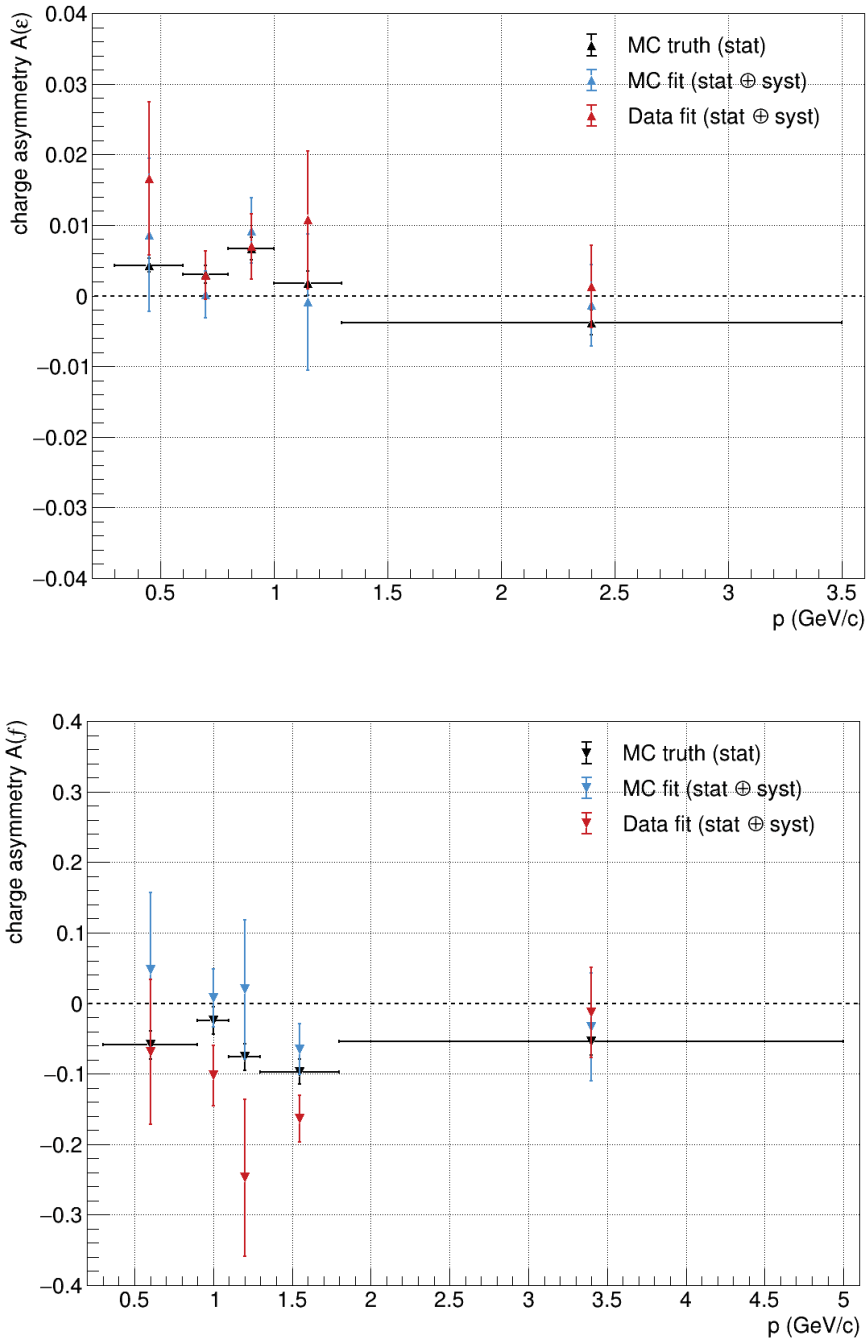 charge asymmetry A(ε)
0.04
0.03
0.02
0.01
0
−0.01
−0.02
−0.03
−0.04
MC truth (stat)
MC fit (stat ⊕ syst)
Data fit (stat ⊕ syst)
0.5 1 1.5 2 2.5 3 3.5
p (GeV/c)
charge asymmetry A(f)
0.4
0.3
0.2
0.1
0
−0.1
−0.2
−0.3
−0.4
MC truth (stat)
MC fit (stat ⊕ syst)
Data fit (stat ⊕ syst)
0.5 1 1.5 2 2.5 3 3.5 4 4.5 5
p (GeV/c)